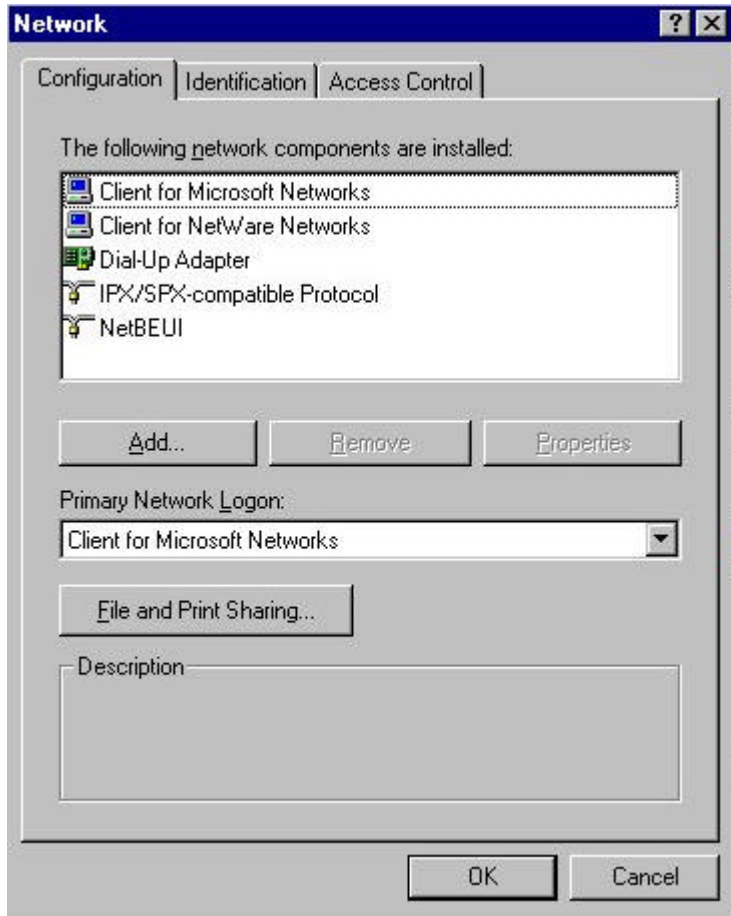 Network
Configuration Identification Access Control
The following network components are installed:
Client for Microsoft Networks
Client for NetWare Networks
Dial-Up Adapter
IPX/SPX-compatible Protocol
NetBEUI
Add... Remove Properties
Primary Network Logon:
Client for Microsoft Networks
File and Print Sharing...
Description
OK Cancel